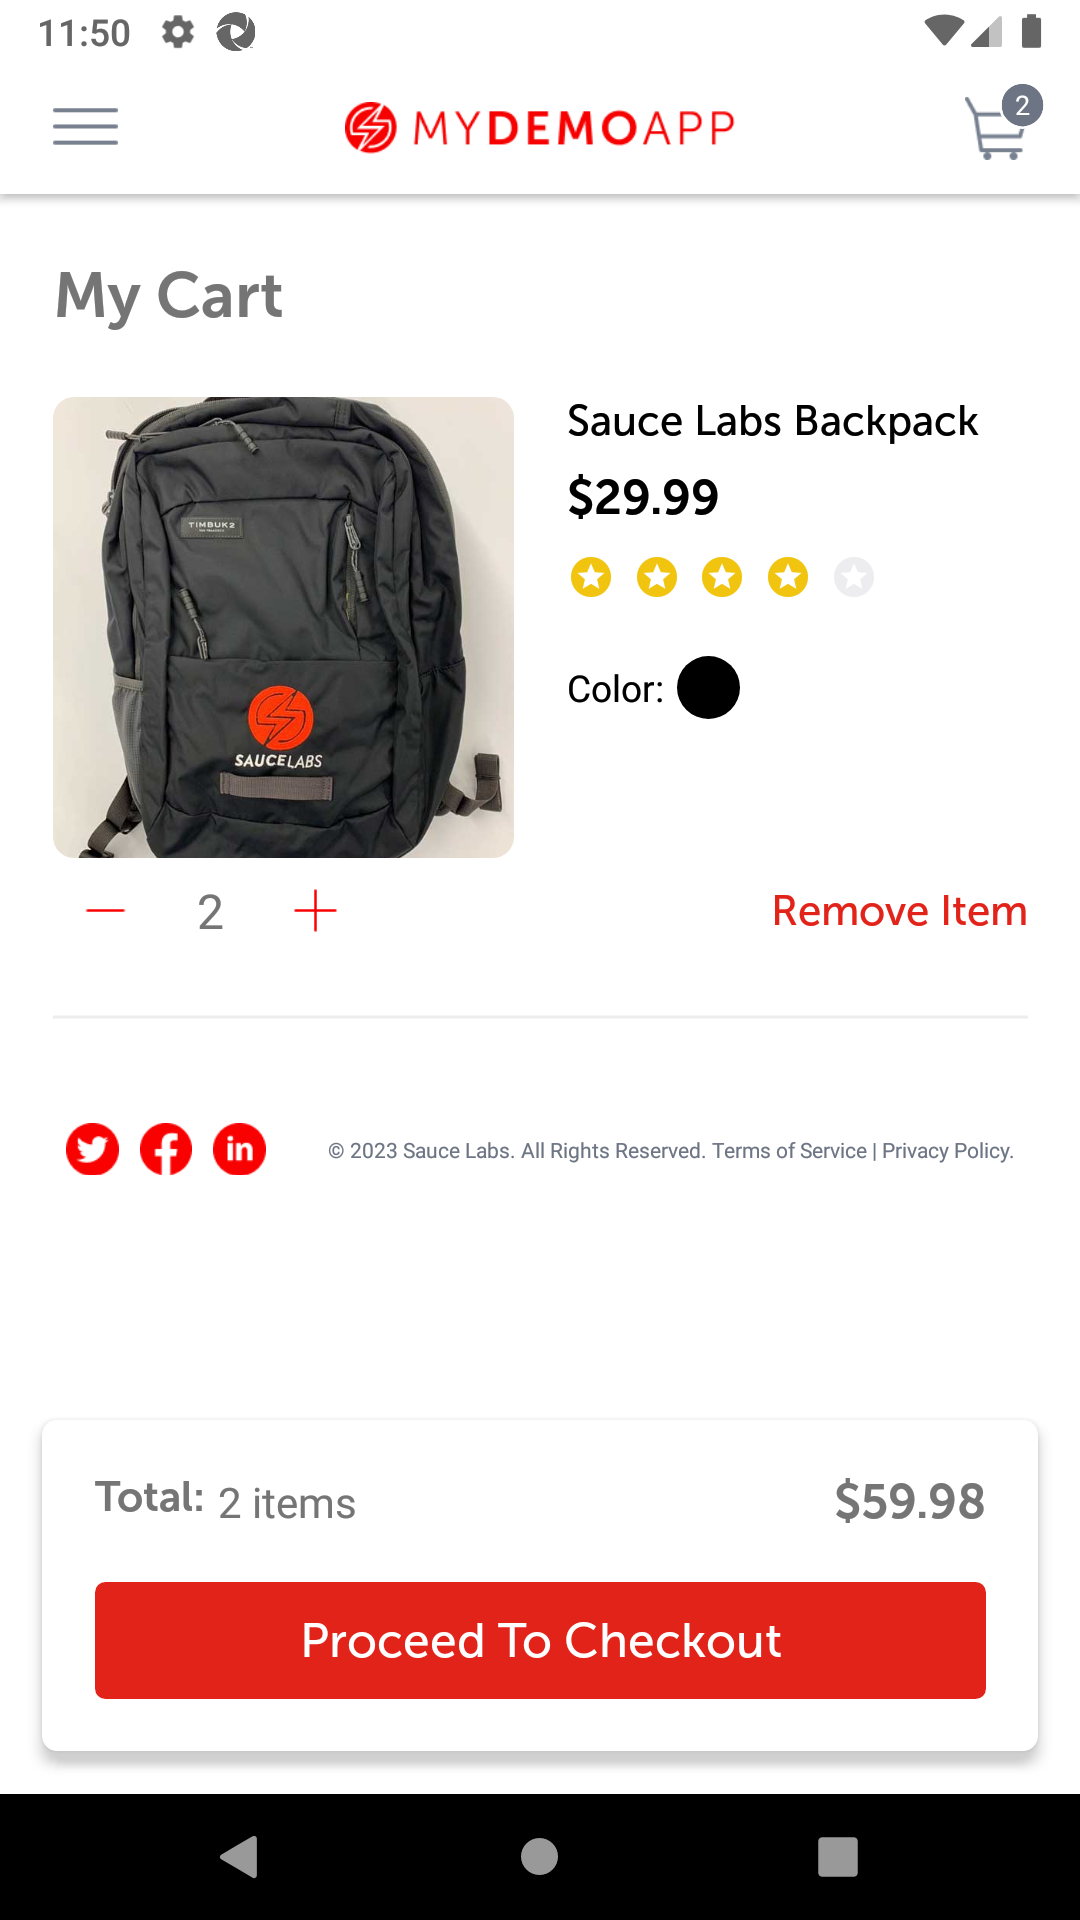 11:50
MYDEMOAPP
2
My Cart
TIMBUK2
SAUCELABS
Sauce Labs Backpack
$29.99
Color:
2
Remove Item
© 2023 Sauce Labs. All Rights Reserved. Terms of Service | Privacy Policy.
Total: 2 items
$59.98
Proceed To Checkout